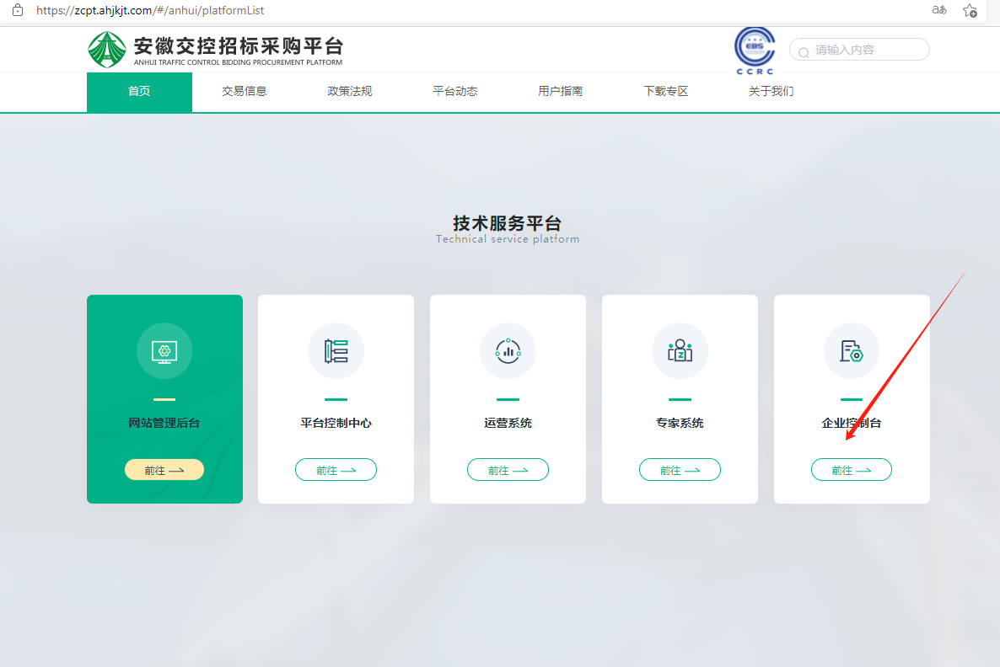 https://zcpt.ahjkjt.com/#/anhui/platformList
aあ
安徽交控招标采购平台
ANHUI TRAFFIC CONTROL BIDDING PROCUREMENT PLATFORM
EBS
CCRC
请输入内容
首页 交易信息 政策法规 平台动态 用户指南 下载专区 关于我们
技术服务平台
Technical service platform
网站管理后台 平台控制中心 运营系统 专家系统 企业控制台
前往 前往 前往 前往 前往